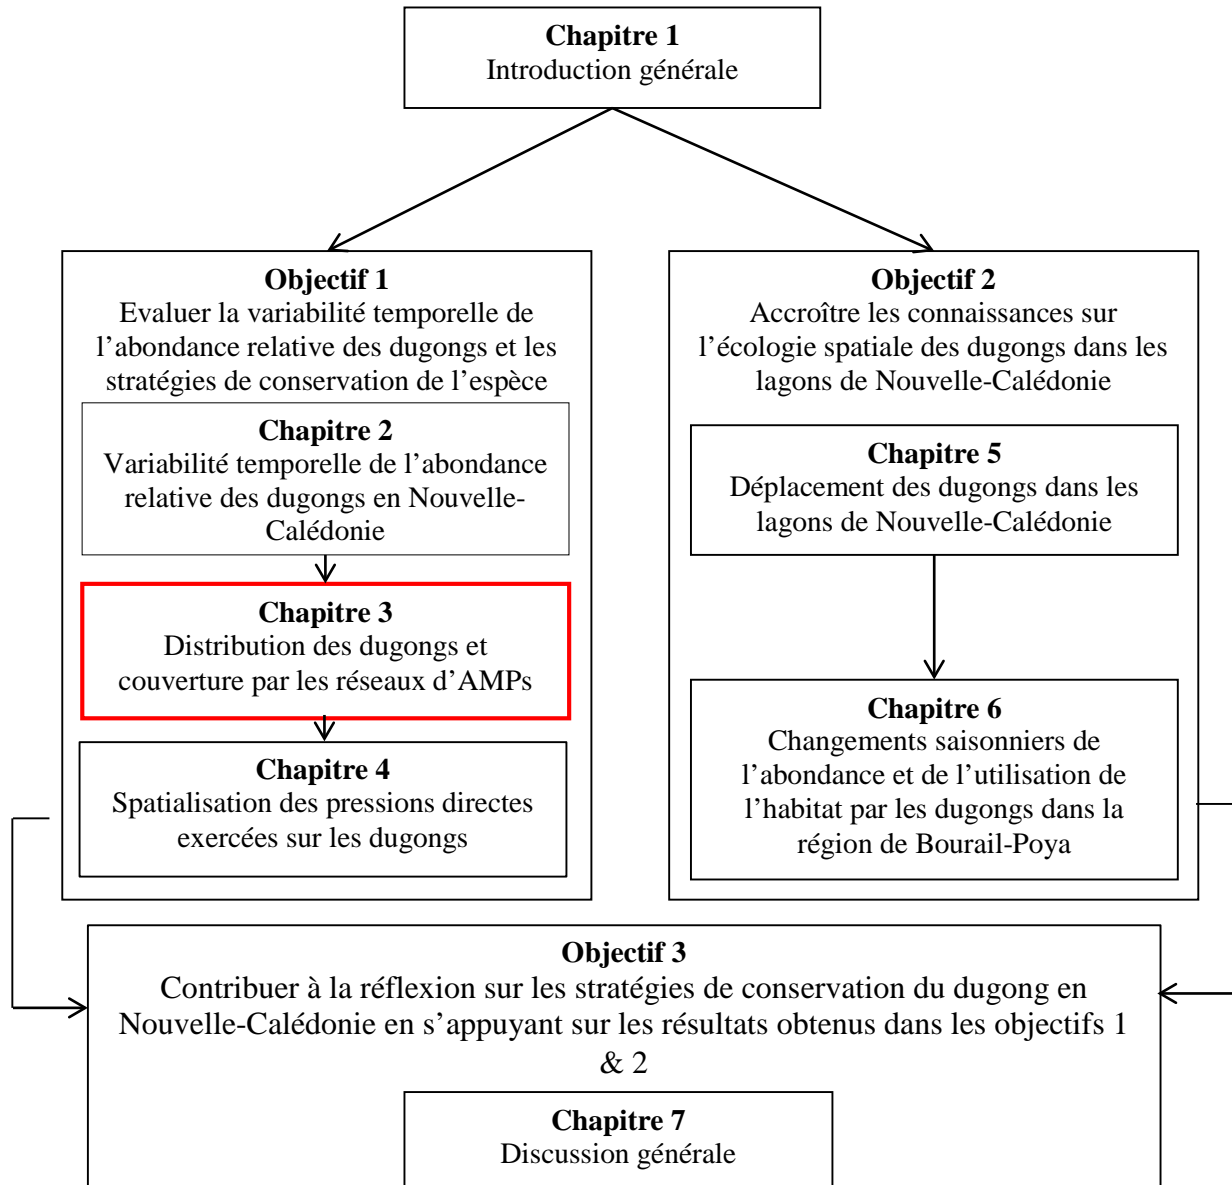 Chapitre 1
Introduction générale
Objectif 1
Evaluer la variabilité temporelle de
l’abondance relative des dugongs et les
stratégies de conservation de l’espèce
Chapitre 2
Variabilité temporelle de l’abondance
relative des dugongs en Nouvelle-
Calédonie
Chapitre 3
Distribution des dugongs et
couverture par les réseaux d’AMPs
Chapitre 4
Spatialisation des pressions directes
exercées sur les dugongs
Objectif 2
Accroître les connaissances sur
l’écologie spatiale des dugongs dans les
lagons de Nouvelle-Calédonie
Chapitre 5
Déplacement des dugongs dans les
lagons de Nouvelle-Calédonie
Chapitre 6
Changements saisonniers de
l’abondance et de l’utilisation de
l’habitat par les dugongs dans la
région de Bourail-Poya
Objectif 3
Contribuer à la réflexion sur les stratégies de conservation du dugong en
Nouvelle-Calédonie en s'appuyant sur les résultats obtenus dans les objectifs 1
& 2
Chapitre 7
Discussion générale